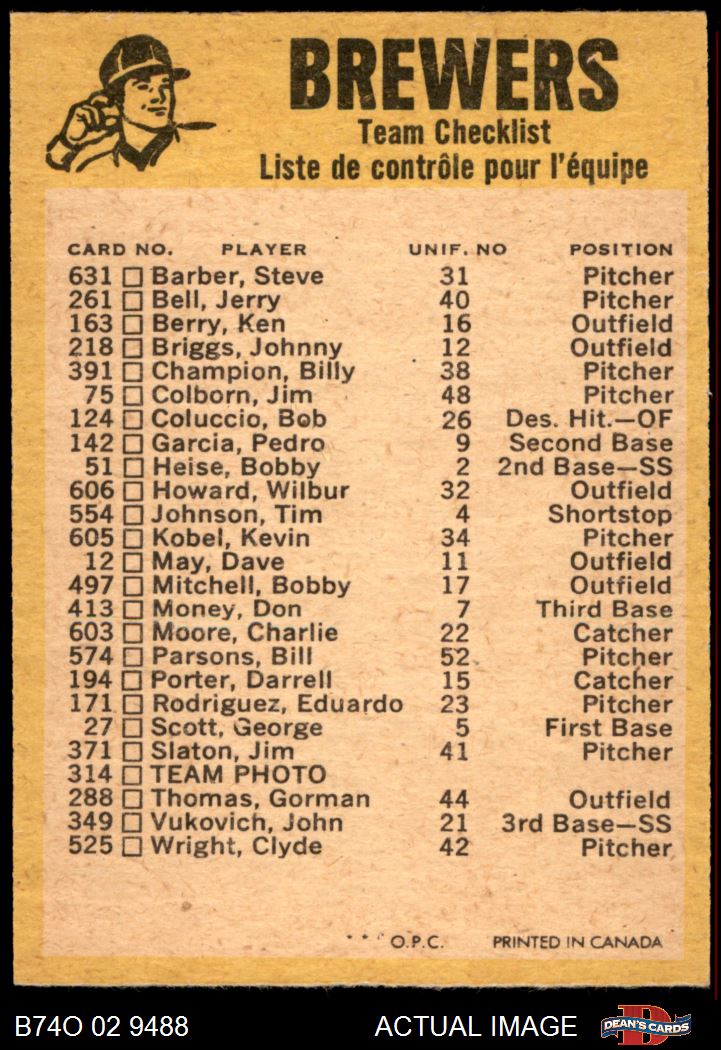 BREWERS
Team Checklist
Liste de contrôle pour l'équipe
CARD NO. PLAYER UNIF. NO POSITION
631 Barber, Steve 31 Pitcher
261 Bell, Jerry 40 Pitcher
163 Berry, Ken 16 Outfield
218 Briggs, Johnny 12 Outfield
391 Champion, Billy 38 Pitcher
75 Colborn, Jim 48 Pitcher
124 Coluccio, Bob 26 Des. Hit.—OF
142 Garcia, Pedro 9 Second Base
51 Heise, Bobby 2 2nd Base—SS
606 Howard, Wilbur 32 Outfield
554 Johnson, Tim 4 Shortstop
605 Kobel, Kevin 34 Pitcher
12 May, Dave 11 Outfield
497 Mitchell, Bobby 17 Outfield
413 Money, Don 7 Third Base
603 Moore, Charlie 22 Catcher
574 Parsons, Bill 52 Pitcher
194 Porter, Darrell 15 Catcher
171 Rodriguez, Eduardo 23 Pitcher
27 Scott, George 5 First Base
371 Slaton, Jim 41 Pitcher
314 TEAM PHOTO
288 Thomas, Gorman 44 Outfield
349 Vukovich, John 21 3rd Base—SS
525 Wright, Clyde 42 Pitcher
* * * O.P.C. PRINTED IN CANADA
B74O 02 9488 ACTUAL IMAGE DEAN'S CARDS